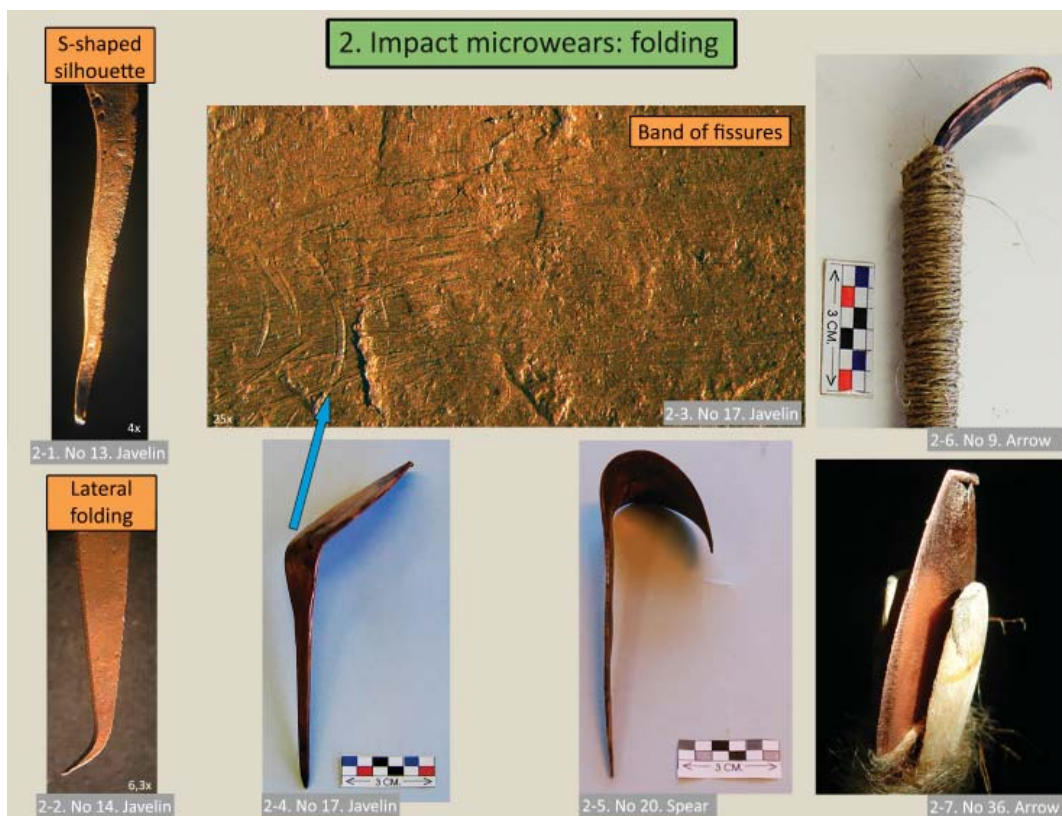 2. Impact microwears: folding
S-shaped
silhouette
4x
2-1. No 13. Javelin
Band of fissures
25x
2-3. No 17. Javelin
← 3 CM. →
2-6. No 9. Arrow
Lateral
folding
6,3x
2-2. No 14. Javelin
← 3 CM. →
2-4. No 17. Javelin
← 3 CM. →
2-5. No 20. Spear
2-7. No 36. Arrow